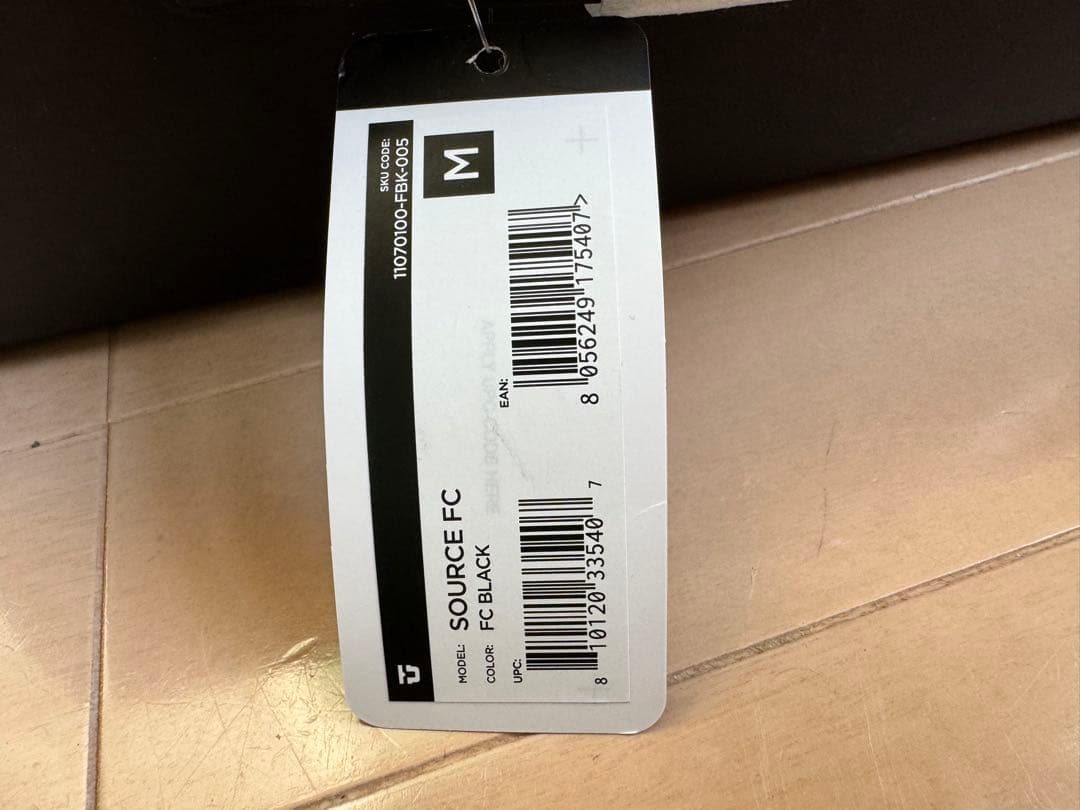 SKU CODE:
11070100-FBK-005
M
MODEL: SOURCE FC
COLOR: FC BLACK
UPC:
8 10120 33540 7
EAN:
8 056249 175407 >